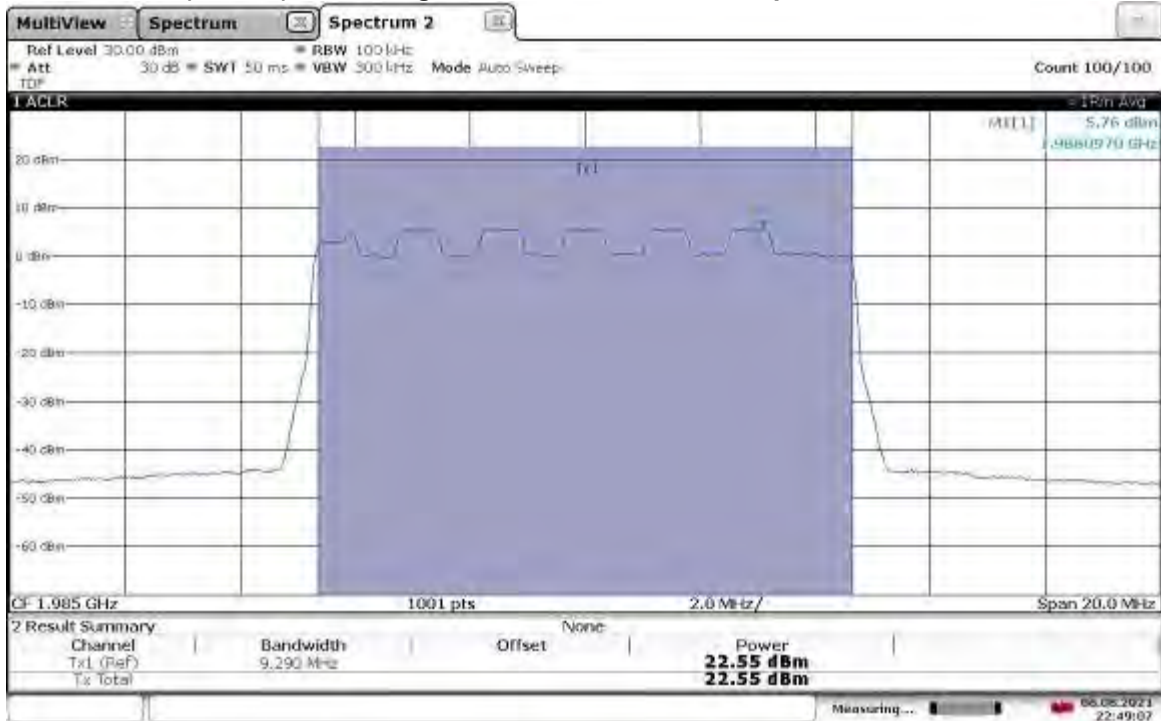 MultiView Spectrum Spectrum 2
Ref Level 30.00 dBm RBW 100 kHz
Att 30 dB SWT 50 ms VBW 300 kHz Mode Auto Sweep Count 100/100
TDF
1 ACLR 1Rm Avg
M1[1] 5.76 dBm
1.9880970 GHz
Tx1
20 dBm
10 dBm
0 dBm
-10 dBm
-20 dBm
-30 dBm
-40 dBm
-50 dBm
-60 dBm
CF 1.985 GHz 1001 pts 2.0 MHz/ Span 20.0 MHz
2 Result Summary None
Channel Bandwidth Offset Power
Tx1 (Ref) 9.290 MHz 22.55 dBm
Tx Total 22.55 dBm
Measuring... 06.08.2021
22:49:07